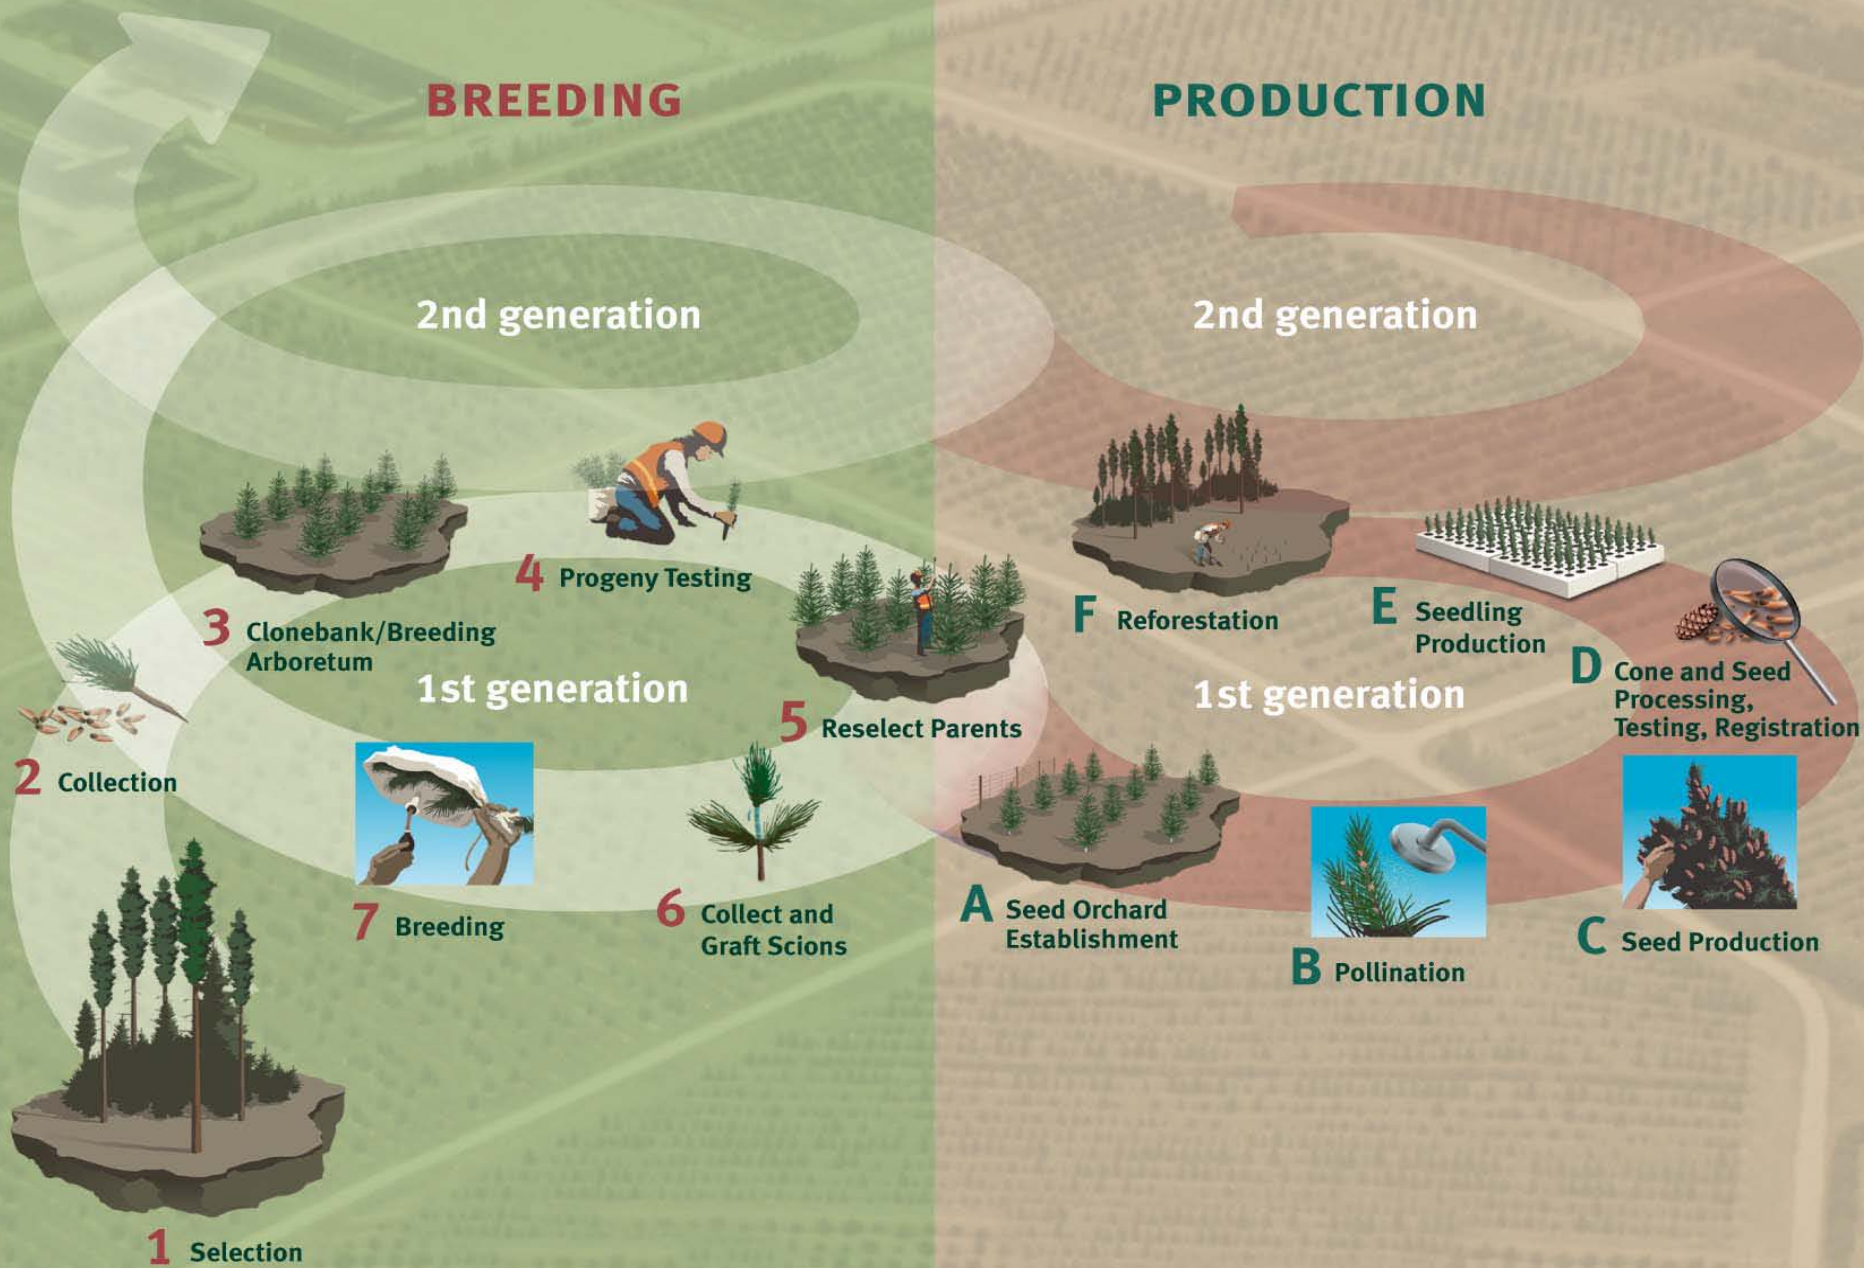 BREEDING
PRODUCTION
2nd generation
2nd generation
1st generation
1st generation
1 Selection
2 Collection
3 Clonebank/Breeding
Arboretum
4 Progeny Testing
5 Reselect Parents
6 Collect and
Graft Scions
7 Breeding
A Seed Orchard
Establishment
B Pollination
C Seed Production
D Cone and Seed
Processing,
Testing, Registration
E Seedling
Production
F Reforestation